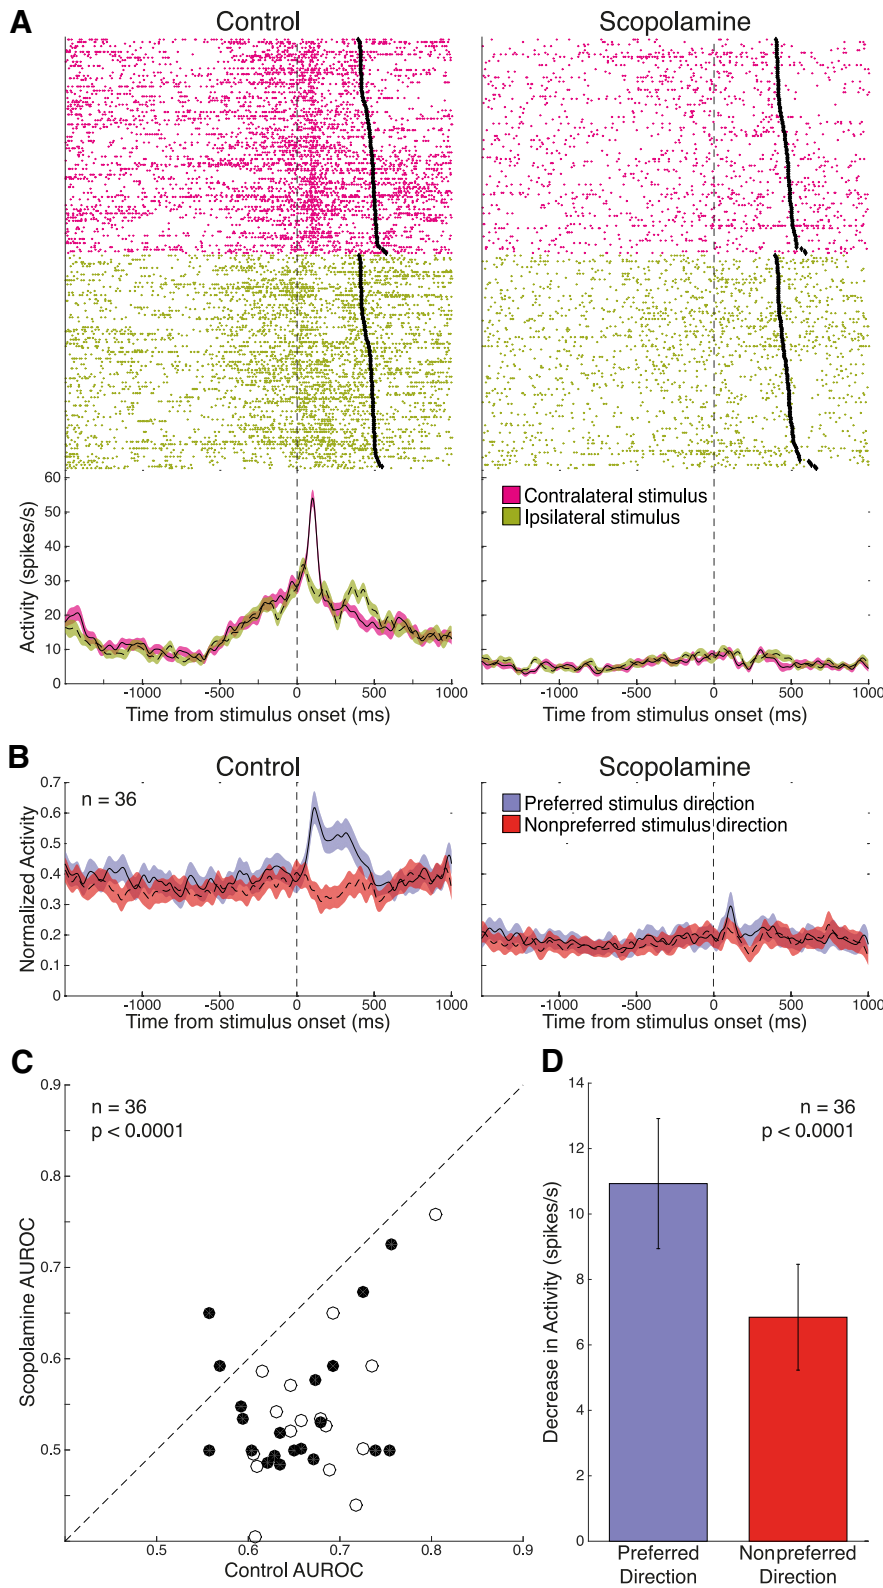 A
Control
Scopolamine
60
50
40
30
20
10
0
Activity (spikes/s)
-1000
-500
0
500
1000
Time from stimulus onset (ms)
Contralateral stimulus
Ipsilateral stimulus
-1000
-500
0
500
1000
Time from stimulus onset (ms)
B
Control
Scopolamine
0.7
0.6
0.5
0.4
0.3
0.2
0.1
0
Normalized Activity
n = 36
-1000
-500
0
500
1000
Time from stimulus onset (ms)
Preferred stimulus direction
Nonpreferred stimulus direction
-1000
-500
0
500
1000
Time from stimulus onset (ms)
C
0.9
0.8
0.7
0.6
0.5
Scopolamine AUROC
n = 36
p < 0.0001
0.5
0.6
0.7
0.8
0.9
Control AUROC
D
14
12
10
8
6
4
2
0
Decrease in Activity (spikes/s)
n = 36
p < 0.0001
Preferred
Direction
Nonpreferred
Direction